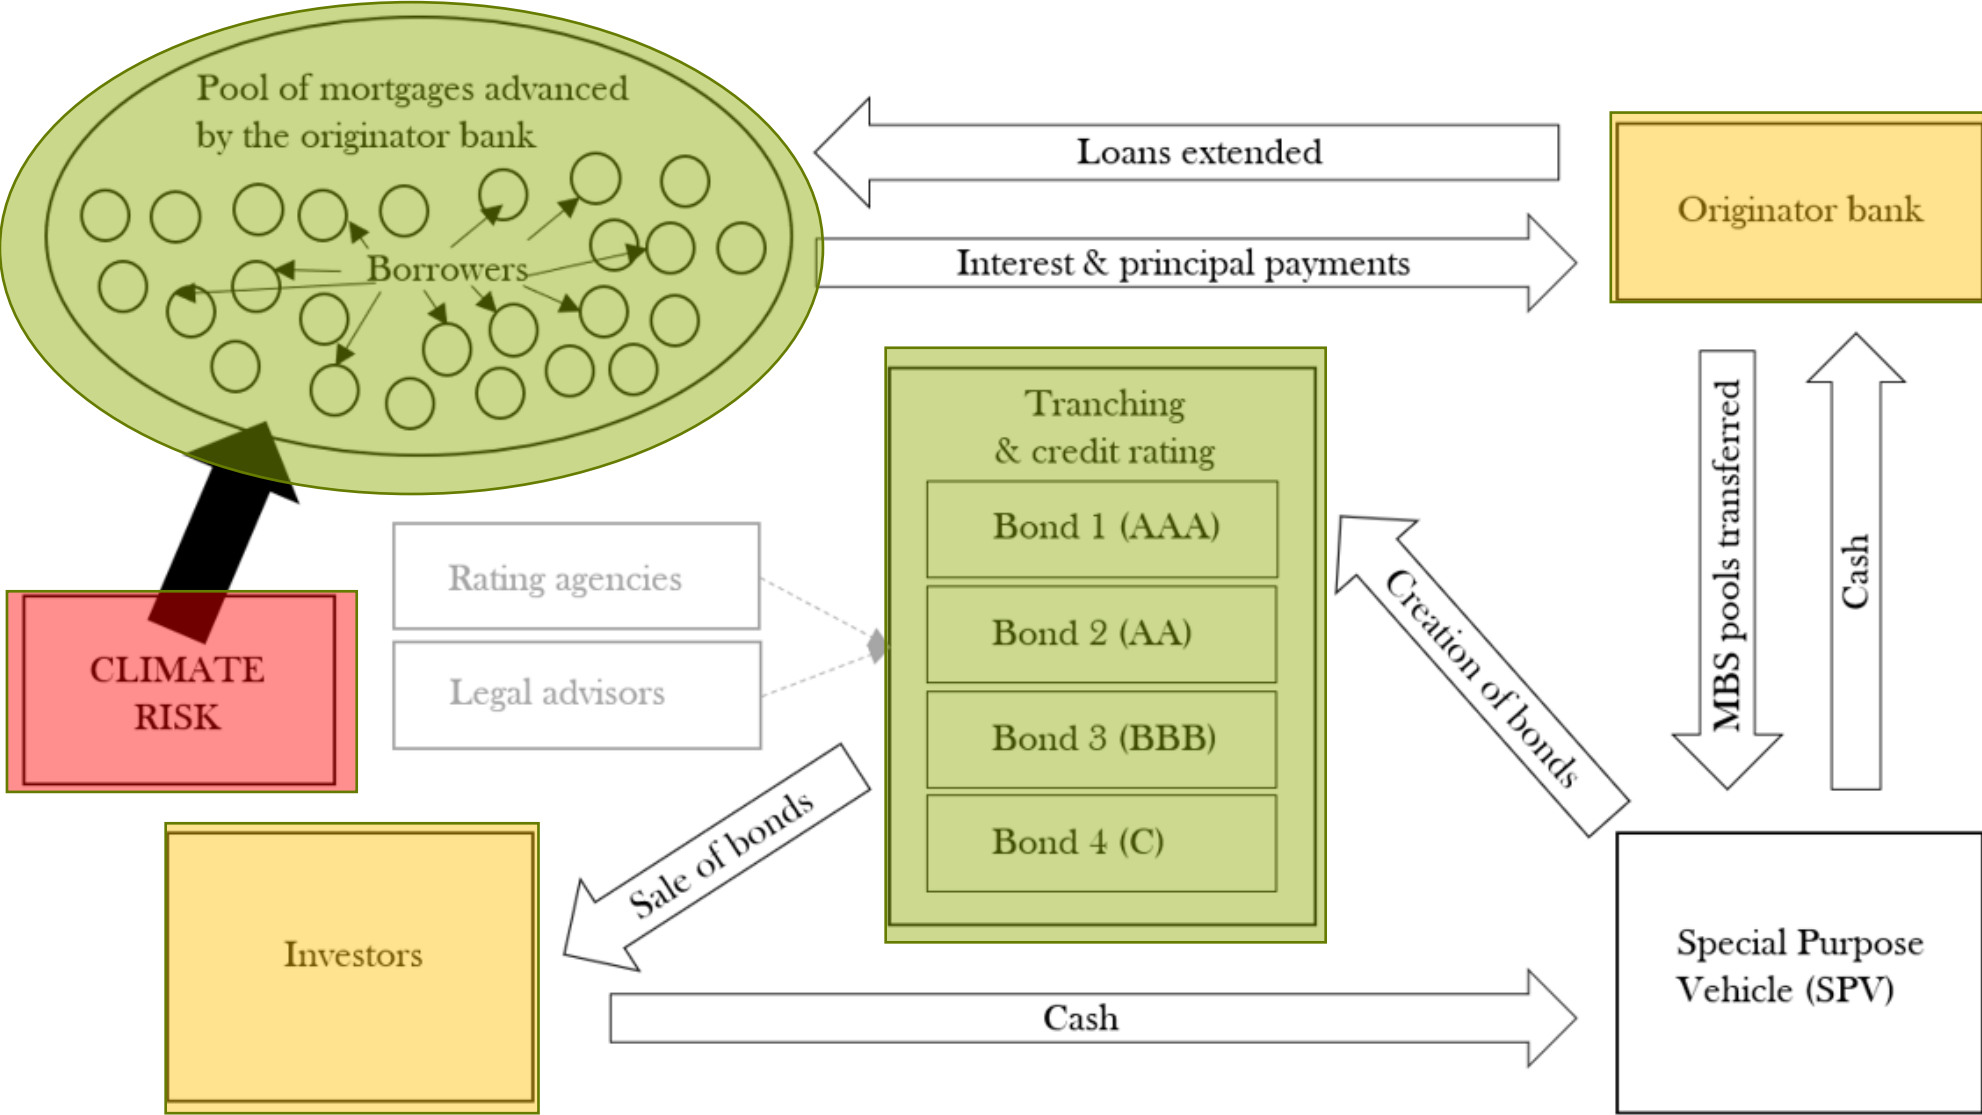 Pool of mortgages advanced
by the originator bank
Borrowers
Loans extended
Interest & principal payments
Originator bank
MBS pools transferred
Cash
Tranching
& credit rating
Bond 1 (AAA)
Bond 2 (AA)
Bond 3 (BBB)
Bond 4 (C)
Creation of bonds
Rating agencies
Legal advisors
CLIMATE
RISK
Sale of bonds
Investors
Cash
Special Purpose
Vehicle (SPV)